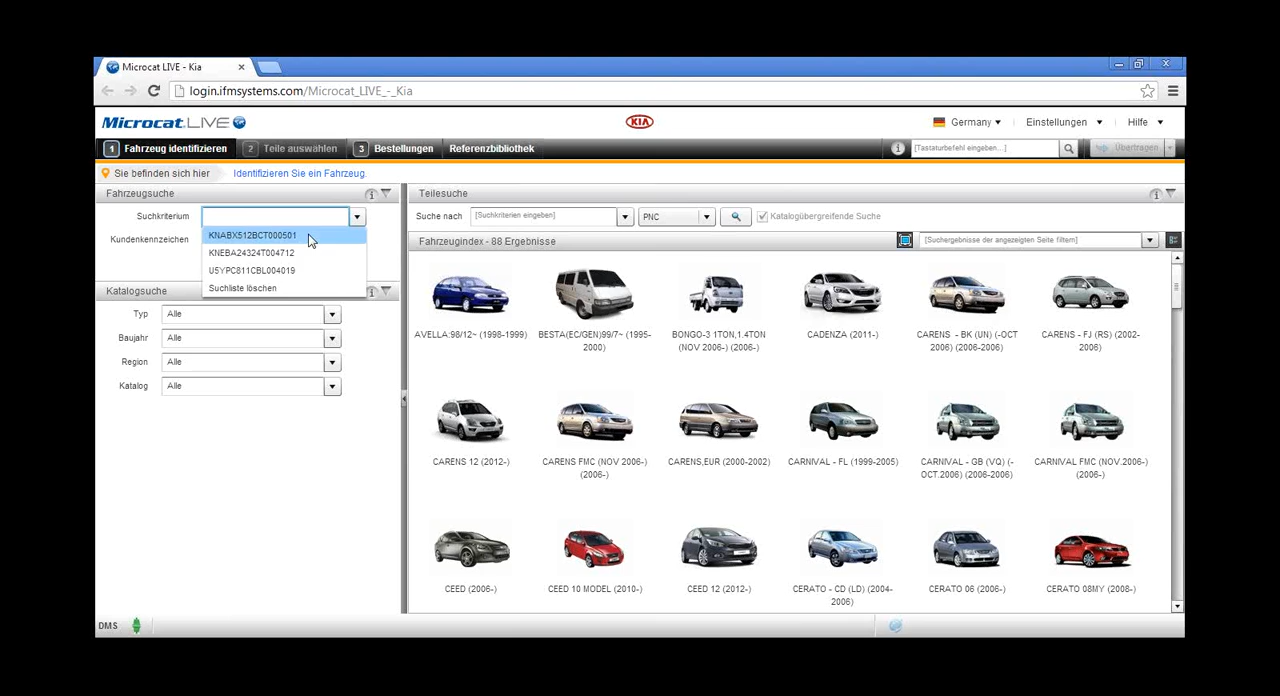 Microcat LIVE - Kia
login.ifmsystems.com/Microcat_LIVE_-_Kia
Microcat.LIVE
KIA
Germany
Einstellungen
Hilfe
1 Fahrzeug identifizieren
2 Teile auswählen
3 Bestellungen
Referenzbibliothek
[Tastaturbefehl eingeben...]
Übertragen
Sie befinden sich hier
Identifizieren Sie ein Fahrzeug.
Fahrzeugsuche
Suchkriterium
Kundenkennzeichen
KNABX512BCT000501
KNEBA24324T004712
U5YPC811CBL004019
Suchliste löschen
Katalogsuche
Typ Alle
Baujahr Alle
Region Alle
Katalog Alle
Teilesuche
Suche nach [Suchkriterien eingeben] PNC Katalogübergreifende Suche
Fahrzeugindex - 88 Ergebnisse
[Suchergebnisse der angezeigten Seite filtern]
AVELLA:98/12~ (1998-1999)
BESTA(EC/GEN)99/7~ (1995-
2000)
BONGO-3 1TON,1.4TON
(NOV 2006-) (2006-)
CADENZA (2011-)
CARENS - BK (UN) (-OCT
2006) (2006-2006)
CARENS - FJ (RS) (2002-
2006)
CARENS 12 (2012-)
CARENS FMC (NOV 2006-)
(2006-)
CARENS,EUR (2000-2002)
CARNIVAL - FL (1999-2005)
CARNIVAL - GB (VQ) (-
OCT.2006) (2006-2006)
CARNIVAL FMC (NOV.2006-)
(2006-)
CEED (2006-)
CEED 10 MODEL (2010-)
CEED 12 (2012-)
CERATO - CD (LD) (2004-
2006)
CERATO 06 (2006-)
CERATO 08MY (2008-)
DMS